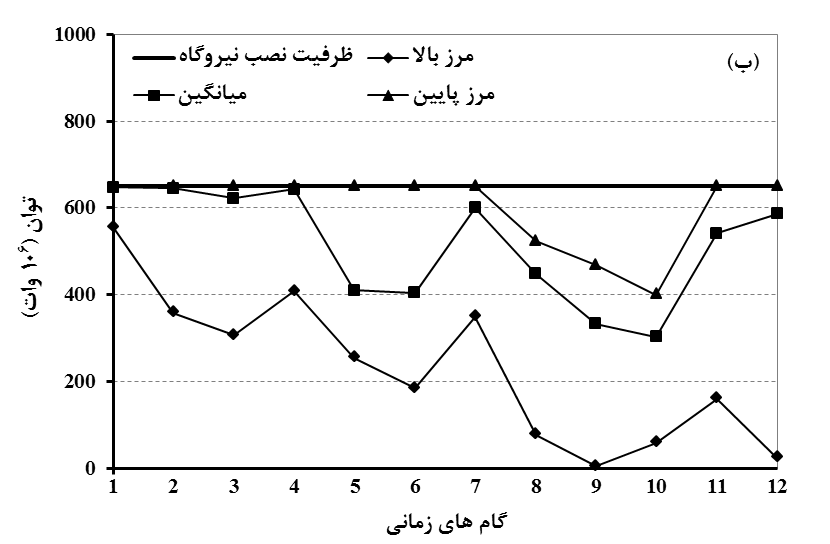 1000
ظرفیت نصب نیروگاه
مرز بالا
(ب)
میانگین
مرز پایین
800
600
400
200
0
توان (۱۰۶ وات)
1 2 3 4 5 6 7 8 9 10 11 12
گام های زمانی